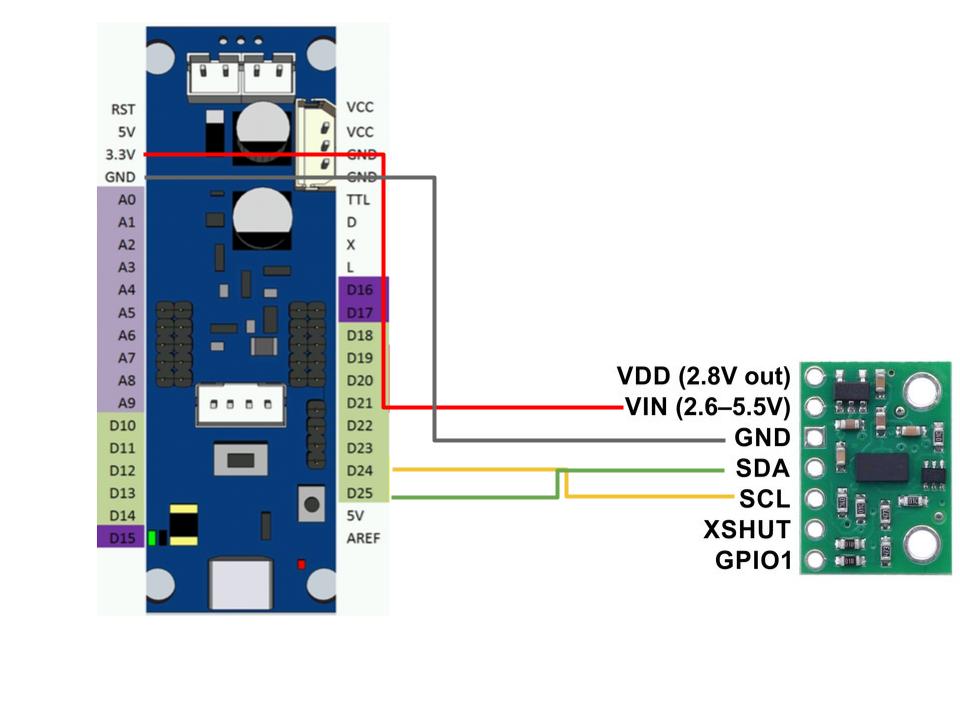 RST
5V
3.3V
GND
A0
A1
A2
A3
A4
A5
A6
A7
A8
A9
D10
D11
D12
D13
D14
D15
VCC
VCC
GND
GND
TTL
D
X
L
D16
D17
D18
D19
D20
D21
D22
D23
D24
D25
5V
AREF
VDD (2.8V out)
VIN (2.6–5.5V)
GND
SDA
SCL
XSHUT
GPIO1